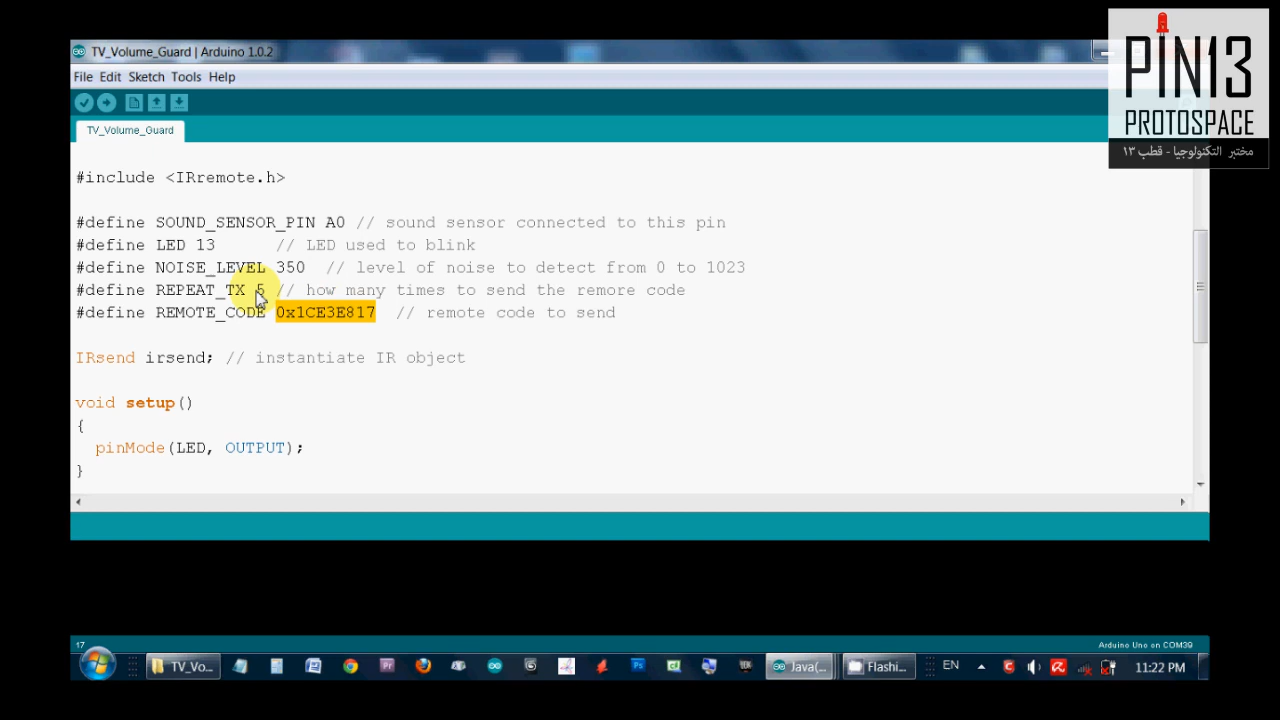 TV_Volume_Guard | Arduino 1.0.2
PIN13
PROTOSPACE
مختبر التكنولوجيا - قطب ١٣
File Edit Sketch Tools Help
TV_Volume_Guard
#include <IRremote.h>
#define SOUND_SENSOR_PIN A0 // sound sensor connected to this pin
#define LED 13 // LED used to blink
#define NOISE_LEVEL 350 // level of noise to detect from 0 to 1023
#define REPEAT_TX 5 // how many times to send the remore code
#define REMOTE_CODE 0x1CE3E817 // remote code to send
IRsend irsend; // instantiate IR object
void setup()
{
pinMode(LED, OUTPUT);
}
17
Arduino Uno on COM39
TV_Vo...
Java(...
Flashi...
EN
11:22 PM